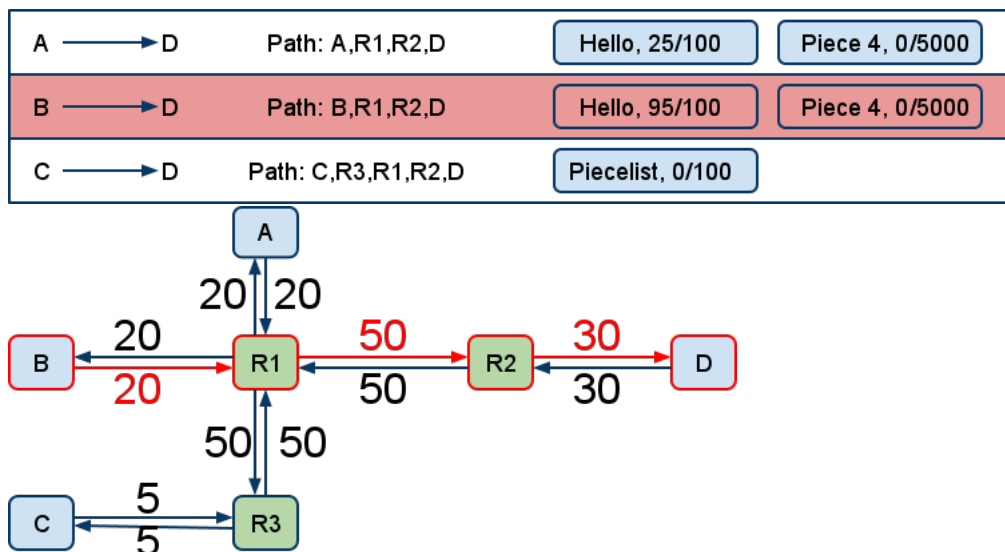 A D Path: A,R1,R2,D Hello, 25/100 Piece 4, 0/5000
B D Path: B,R1,R2,D Hello, 95/100 Piece 4, 0/5000
C D Path: C,R3,R1,R2,D Piecelist, 0/100
A
20 20
20 50 30
B R1 R2 D
20 50 30
50 50
5
C R3
5